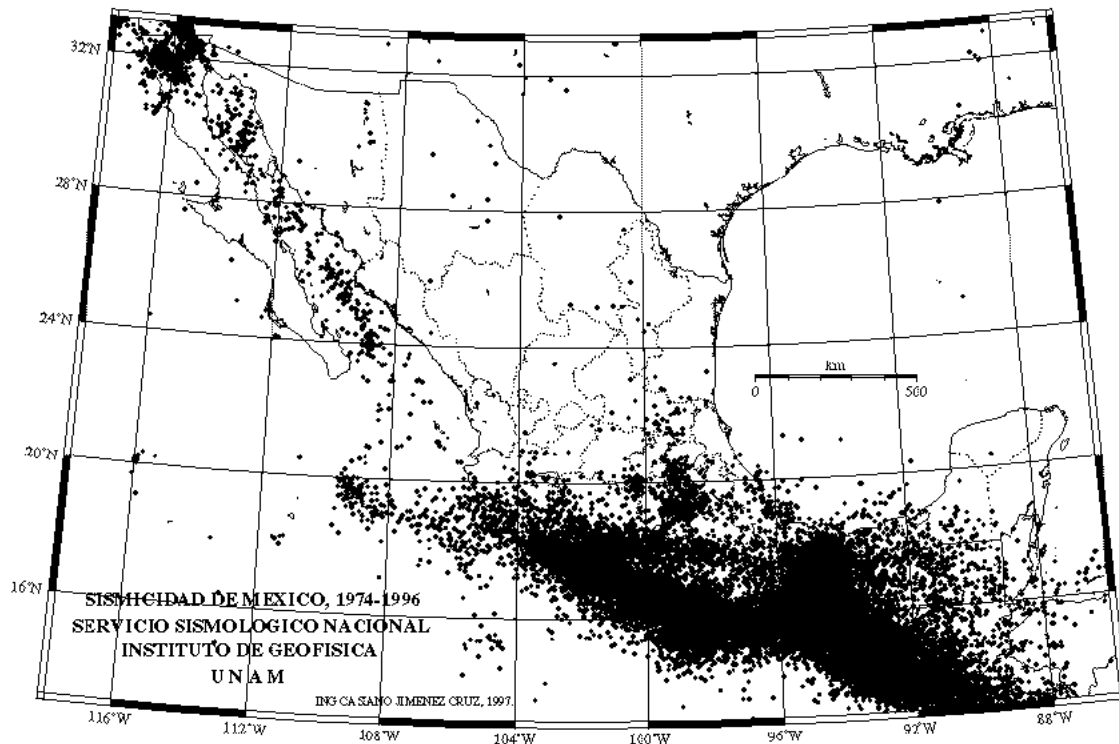 32°N
28°N
24°N
20°N
16°N
km
0 500
SISMICIDAD DE MEXICO, 1974-1996
SERVICIO SISMOLOGICO NACIONAL
INSTITUTO DE GEOFISICA
U N A M
ING CASIANO JIMENEZ CRUZ, 1997.
116°W
112°W
108°W
104°W
100°W
96°W
92°W
88°W